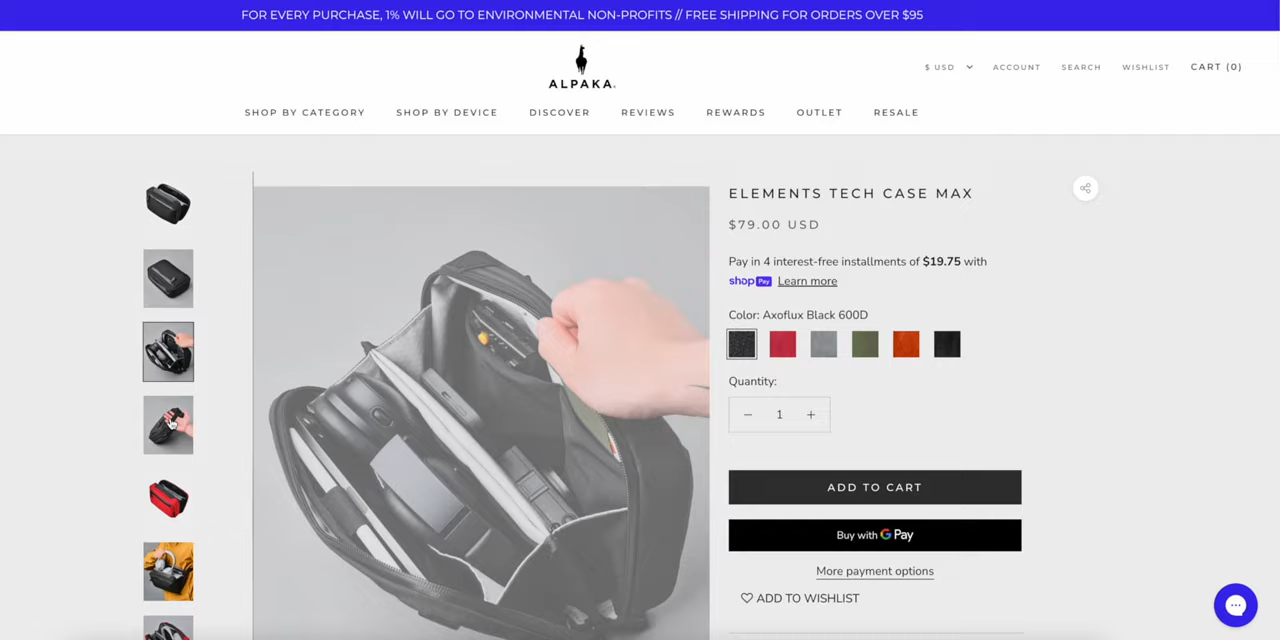 FOR EVERY PURCHASE, 1% WILL GO TO ENVIRONMENTAL NON-PROFITS // FREE SHIPPING FOR ORDERS OVER $95
ALPAKA
$ USD
ACCOUNT
SEARCH
WISHLIST
CART (0)
SHOP BY CATEGORY
SHOP BY DEVICE
DISCOVER
REVIEWS
REWARDS
OUTLET
RESALE
ELEMENTS TECH CASE MAX
$79.00 USD
Pay in 4 interest-free installments of $19.75 with
shop Pay Learn more
Color: Axoflux Black 600D
Quantity:
− 1 +
ADD TO CART
Buy with G Pay
More payment options
ADD TO WISHLIST